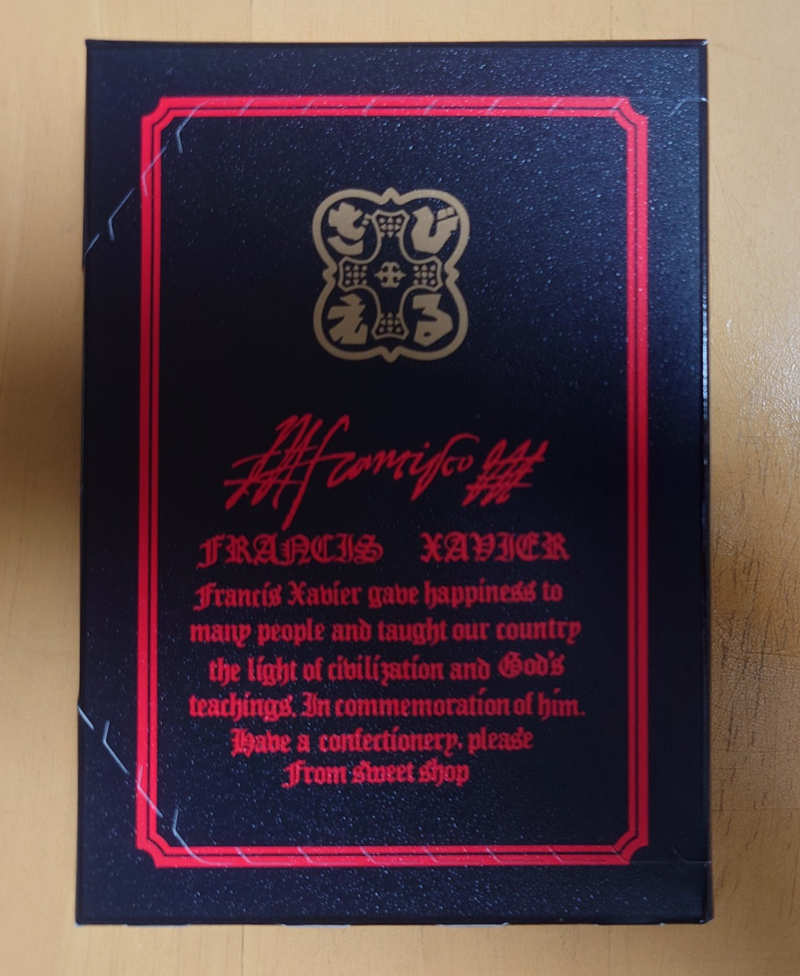 ざび
える
Francisco
FRANCIS XAVIER
Francis Xavier gave happiness to
many people and taught our country
the light of civilization and God's
teachings. In commemoration of him.
Have a confectionery, please
From sweet shop